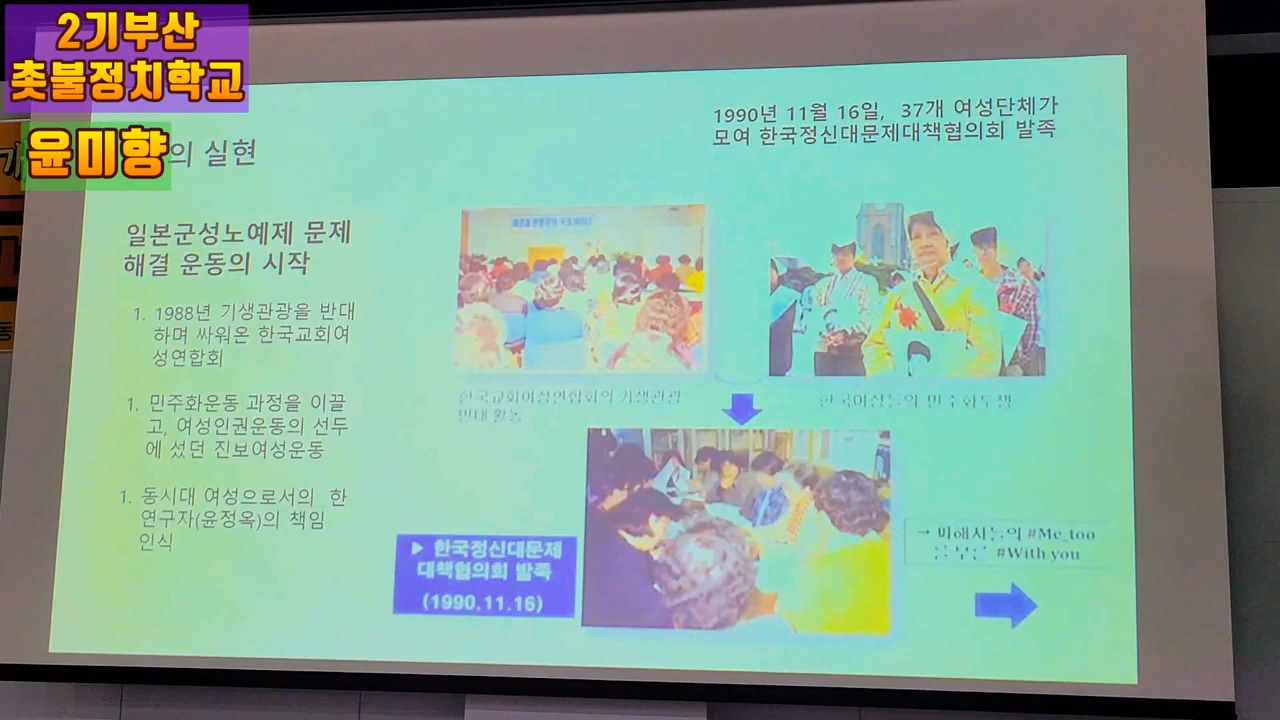 2기부산
촛불정치학교
윤미향
의 실현
1990년 11월 16일, 37개 여성단체가
모여 한국정신대문제대책협의회 발족
일본군성노예제 문제
해결 운동의 시작
1. 1988년 기생관광을 반대
하며 싸워온 한국교회여
성연합회
1. 민주화운동 과정을 이끌
고, 여성인권운동의 선두
에 섰던 진보여성운동
1. 동시대 여성으로서의 한
연구자(윤정옥)의 책임
인식
한국교회여성연합회의 기생관광
반대 활동
한국여성들의 민주화투쟁
▶ 한국정신대문제
대책협의회 발족
(1990.11.16)
→ 피해자들의 #Me_too
#With you
동